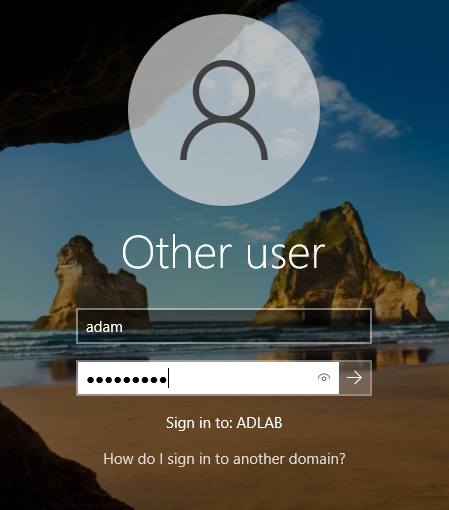 Other user
adam
●●●●●●●●●
Sign in to: ADLAB
How do I sign in to another domain?